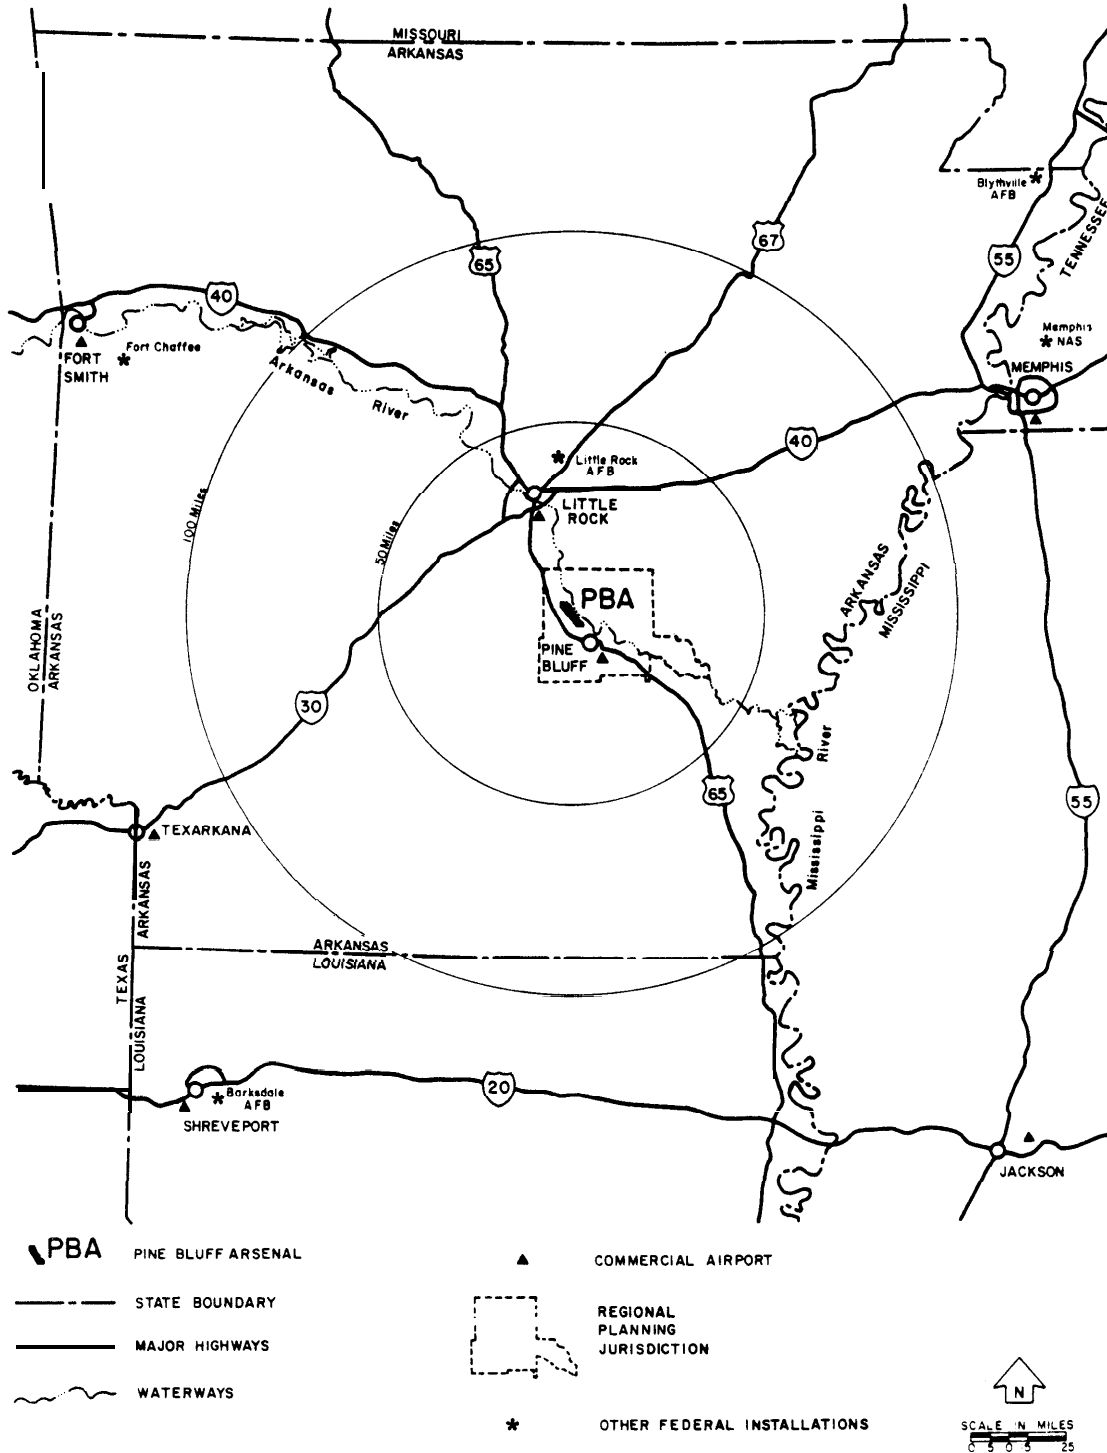 MISSOURI
ARKANSAS
Blythville
AFB
TENNESSEE
67
65
55
40
Memphis
NAS
MEMPHIS
Fort Chaffee
FORT
SMITH
Arkansas
River
40
Little Rock
AFB
LITTLE
ROCK
100 Miles
50 Miles
ARKANSAS
MISSISSIPPI
PBA
PINE
BLUFF
OKLAHOMA
ARKANSAS
30
River
Mississippi
65
55
TEXARKANA
ARKANSAS
TEXAS
LOUISIANA
ARKANSAS
LOUISIANA
20
Barksdale
AFB
SHREVEPORT
JACKSON
PBA PINE BLUFF ARSENAL
STATE BOUNDARY
MAJOR HIGHWAYS
WATERWAYS
COMMERCIAL AIRPORT
REGIONAL
PLANNING
JURISDICTION
OTHER FEDERAL INSTALLATIONS
N
SCALE IN MILES
0 5 0 5 25